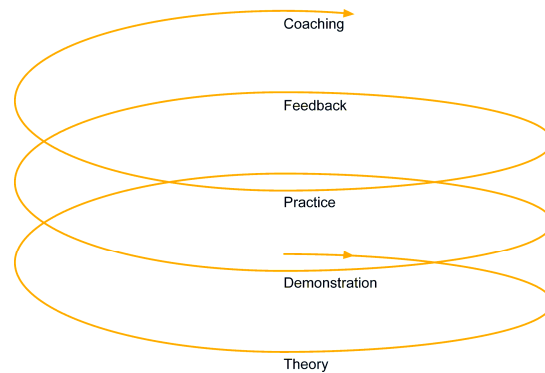 Coaching
Feedback
Practice
Demonstration
Theory